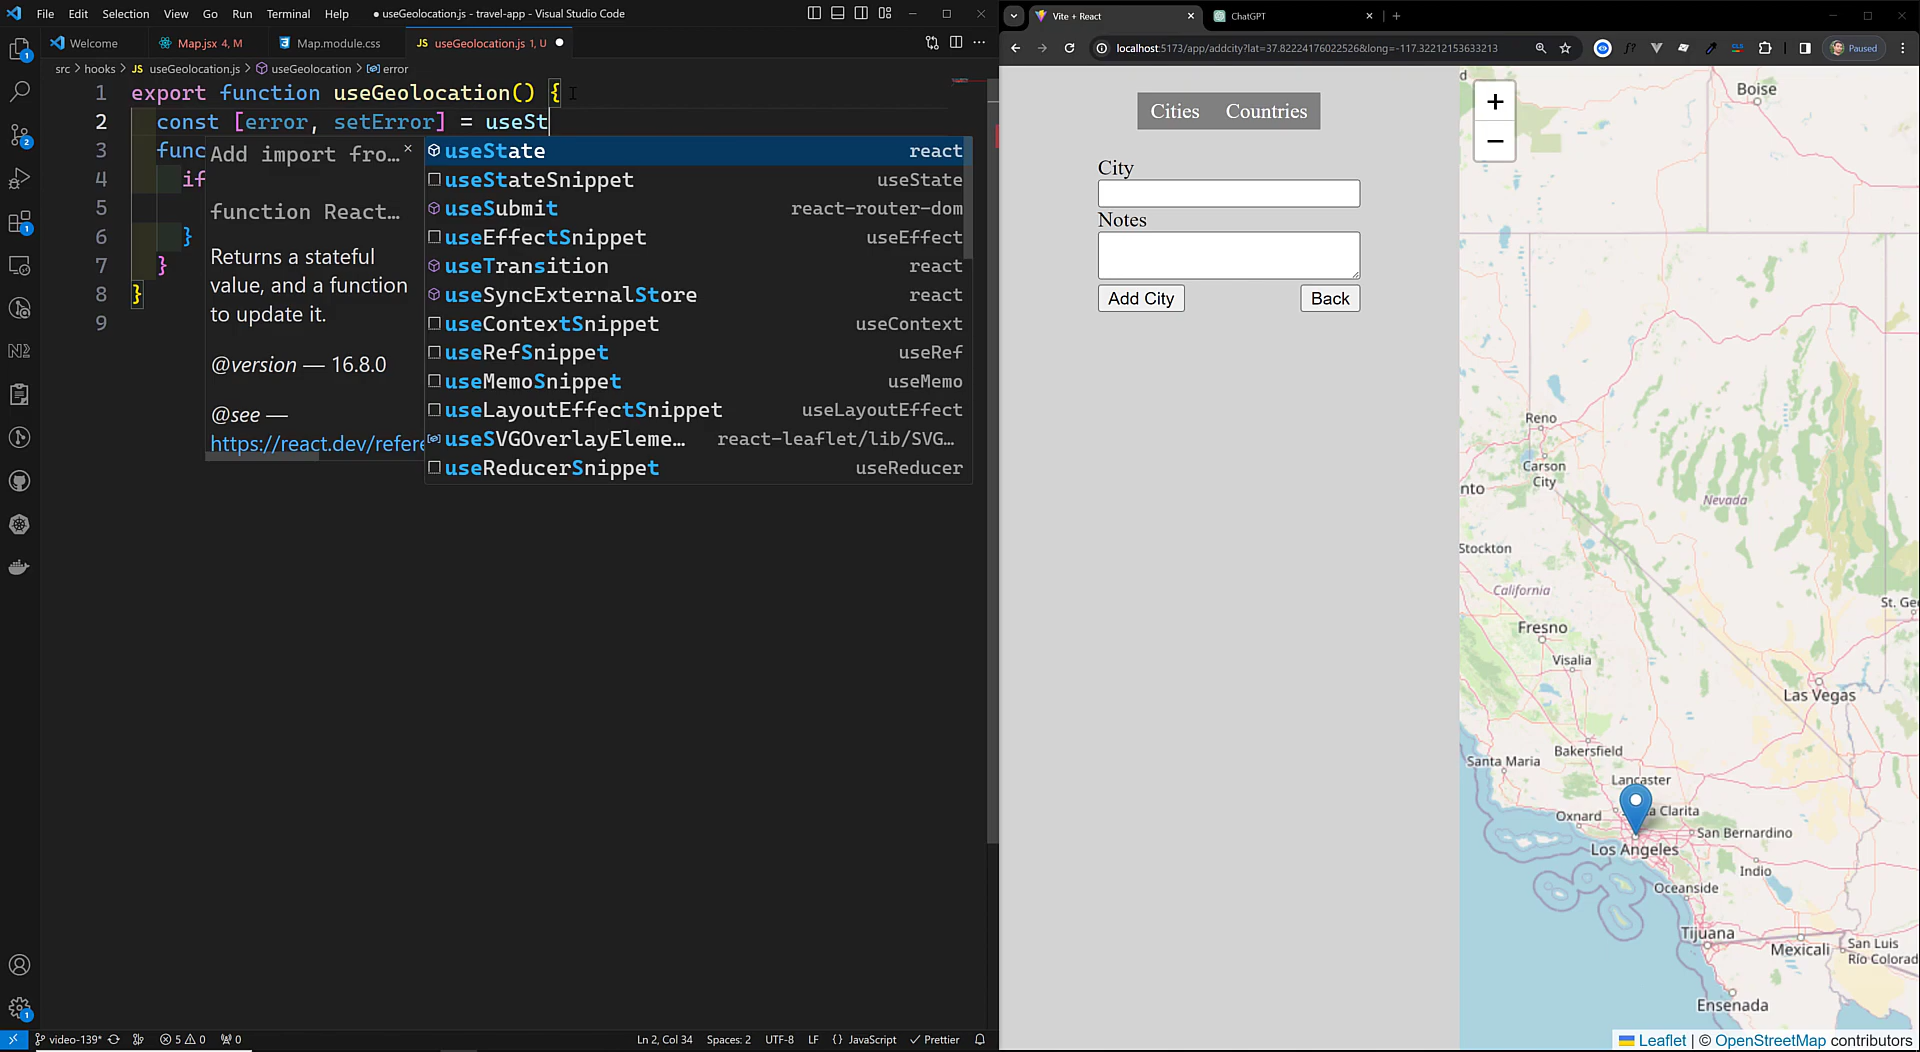 File Edit Selection View Go Run Terminal Help
● useGeolocation.js - travel-app - Visual Studio Code
Welcome
Map.jsx 4, M
Map.module.css
JS useGeolocation.js 1, U
src > hooks > JS useGeolocation.js > useGeolocation > error
1 export function useGeolocation() {
2 const [error, setError] = useSt
3 func
4 if
5
6 }
7 }
8 }
9
Add import fro…
function React…
Returns a stateful
value, and a function
to update it.
@version — 16.8.0
@see —
https://react.dev/refere
useState react
useStateSnippet useState
useSubmit react-router-dom
useEffectSnippet useEffect
useTransition react
useSyncExternalStore react
useContextSnippet useContext
useRefSnippet useRef
useMemoSnippet useMemo
useLayoutEffectSnippet useLayoutEffect
useSVGOverlayEleme… react-leaflet/lib/SVG…
useReducerSnippet useReducer
video-139*
5 0
0
Ln 2, Col 34 Spaces: 2 UTF-8 LF {} JavaScript Prettier
Vite + React
ChatGPT
localhost:5173/app/addcity?lat=37.822241760225268&long=-117.32212153633213
Paused
Cities Countries
City
Notes
Add City Back
+
−
d
Boise
Reno
Carson
City
nto
Nevada
Stockton
California
St. Ge
Fresno
Visalia
Las Vegas
Bakersfield
Santa Maria
Lancaster
Oxnard
a Clarita
San Bernardino
Los Angeles
Indio
Oceanside
Tijuana
Mexicali
San Luis
Río Colorad
Ensenada
Leaflet | © OpenStreetMap contributors